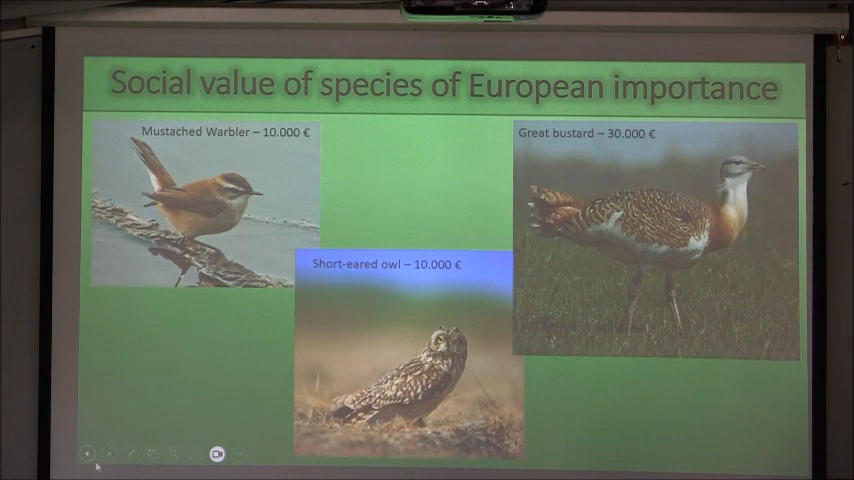 Social value of species of European importance
Mustached Warbler – 10.000 €
Great bustard – 30.000 €
Short-eared owl – 10.000 €